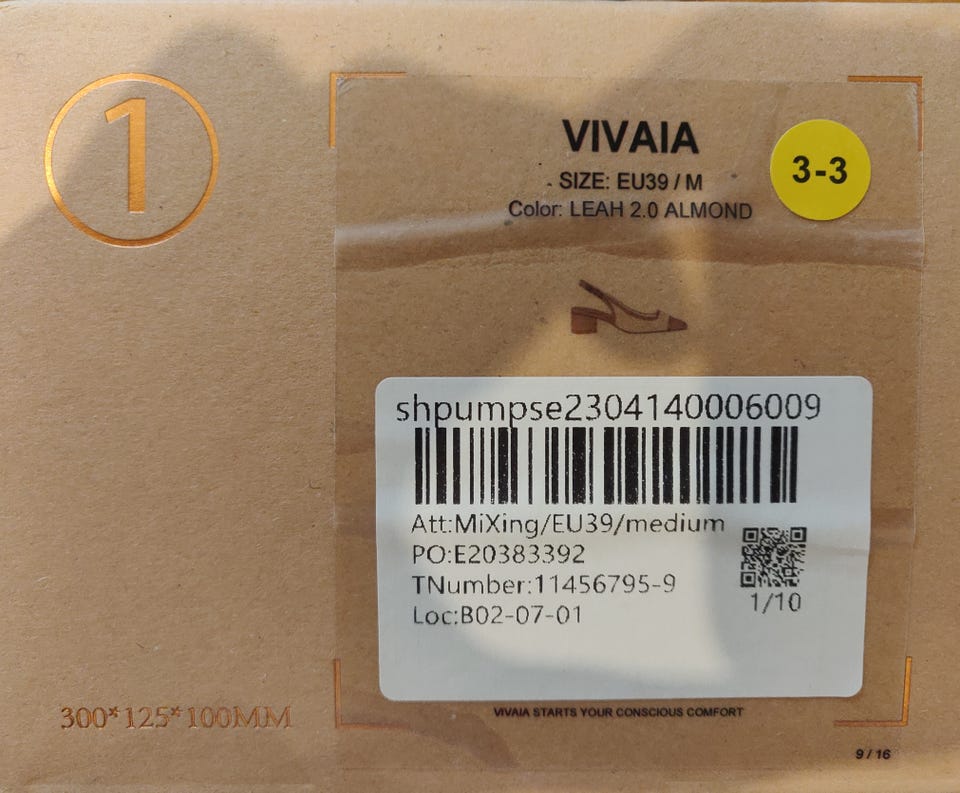 1
VIVAIA
SIZE: EU39 / M
Color: LEAH 2.0 ALMOND
3-3
shpumpse2304140006009
Att:MiXing/EU39/medium
PO:E20383392
TNumber:11456795-9
Loc:B02-07-01
1/10
300*125*100MM
VIVAIA STARTS YOUR CONSCIOUS COMFORT
9 / 16